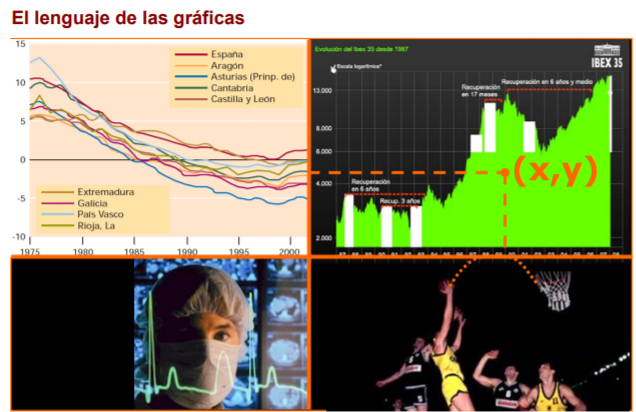 El lenguaje de las gráficas
15
10
5
0
-5
-10
1975
1980
1985
1990
1995
2000
España
Aragón
Asturias (Prinp. de)
Cantabria
Castilla y León
Extremadura
Galicia
País Vasco
Rioja, La
Evolución del Ibex 35 desde 1987
Escala logarítmica*
IBEX 35
13.000
8.000
6.000
4.000
2.000
Recuperación
en 17 meses
Recuperación en 6 años y medio
Recuperación
en 6 años
Recup. 3 años
(x,y)